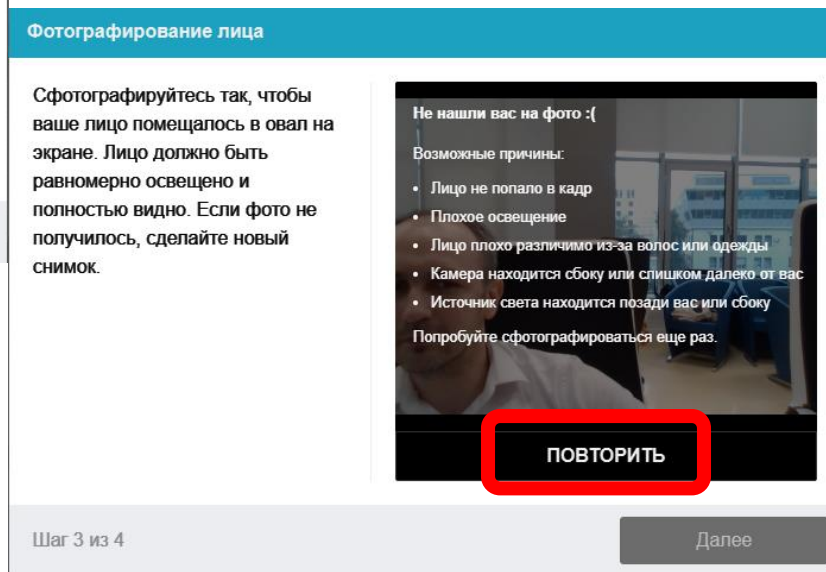 Фотографирование лица
Сфотографируйтесь так, чтобы
ваше лицо помещалось в овал на
экране. Лицо должно быть
равномерно освещено и
полностью видно. Если фото не
получилось, сделайте новый
снимок.
Не нашли вас на фото :(
Возможные причины:
• Лицо не попало в кадр
• Плохое освещение
• Лицо плохо различимо из-за волос или одежды
• Камера находится сбоку или слишком далеко от вас
• Источник света находится позади вас или сбоку
Попробуйте сфотографироваться еще раз.
ПОВТОРИТЬ
Шаг 3 из 4
Далее